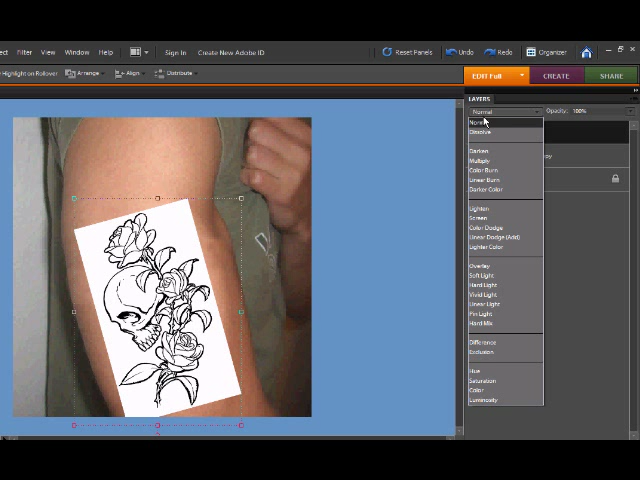 ect Filter View Window Help Sign In Create New Adobe ID Reset Panels Undo Redo Organizer
Highlight on Rollover Arrange Align Distribute EDIT Full CREATE SHARE
LAYERS
Normal Opacity: 100%
Normal
Dissolve
Darken
Multiply
Color Burn
Linear Burn
Darker Color
Lighten
Screen
Color Dodge
Linear Dodge (Add)
Lighter Color
Overlay
Soft Light
Hard Light
Vivid Light
Linear Light
Pin Light
Hard Mix
Difference
Exclusion
Hue
Saturation
Color
Luminosity